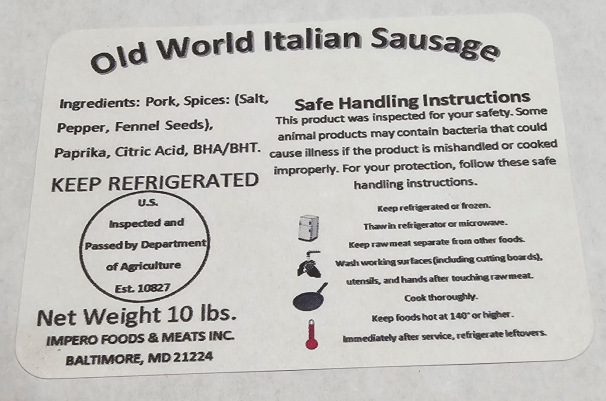 Old World Italian Sausage
Ingredients: Pork, Spices: (Salt,
Pepper, Fennel Seeds),
Paprika, Citric Acid, BHA/BHT.
KEEP REFRIGERATED
U.S.
Inspected and
Passed by Department
of Agriculture
Est. 10827
Net Weight 10 lbs.
IMPERO FOODS & MEATS INC.
BALTIMORE, MD 21224
Safe Handling Instructions
This product was inspected for your safety. Some
animal products may contain bacteria that could
cause illness if the product is mishandled or cooked
improperly. For your protection, follow these safe
handling instructions.
Keep refrigerated or frozen.
Thaw in refrigerator or microwave.
Keep raw meat separate from other foods.
Wash working surfaces (including cutting boards),
utensils, and hands after touching raw meat.
Cook thoroughly.
Keep foods hot at 140° or higher.
Immediately after service, refrigerate leftovers.